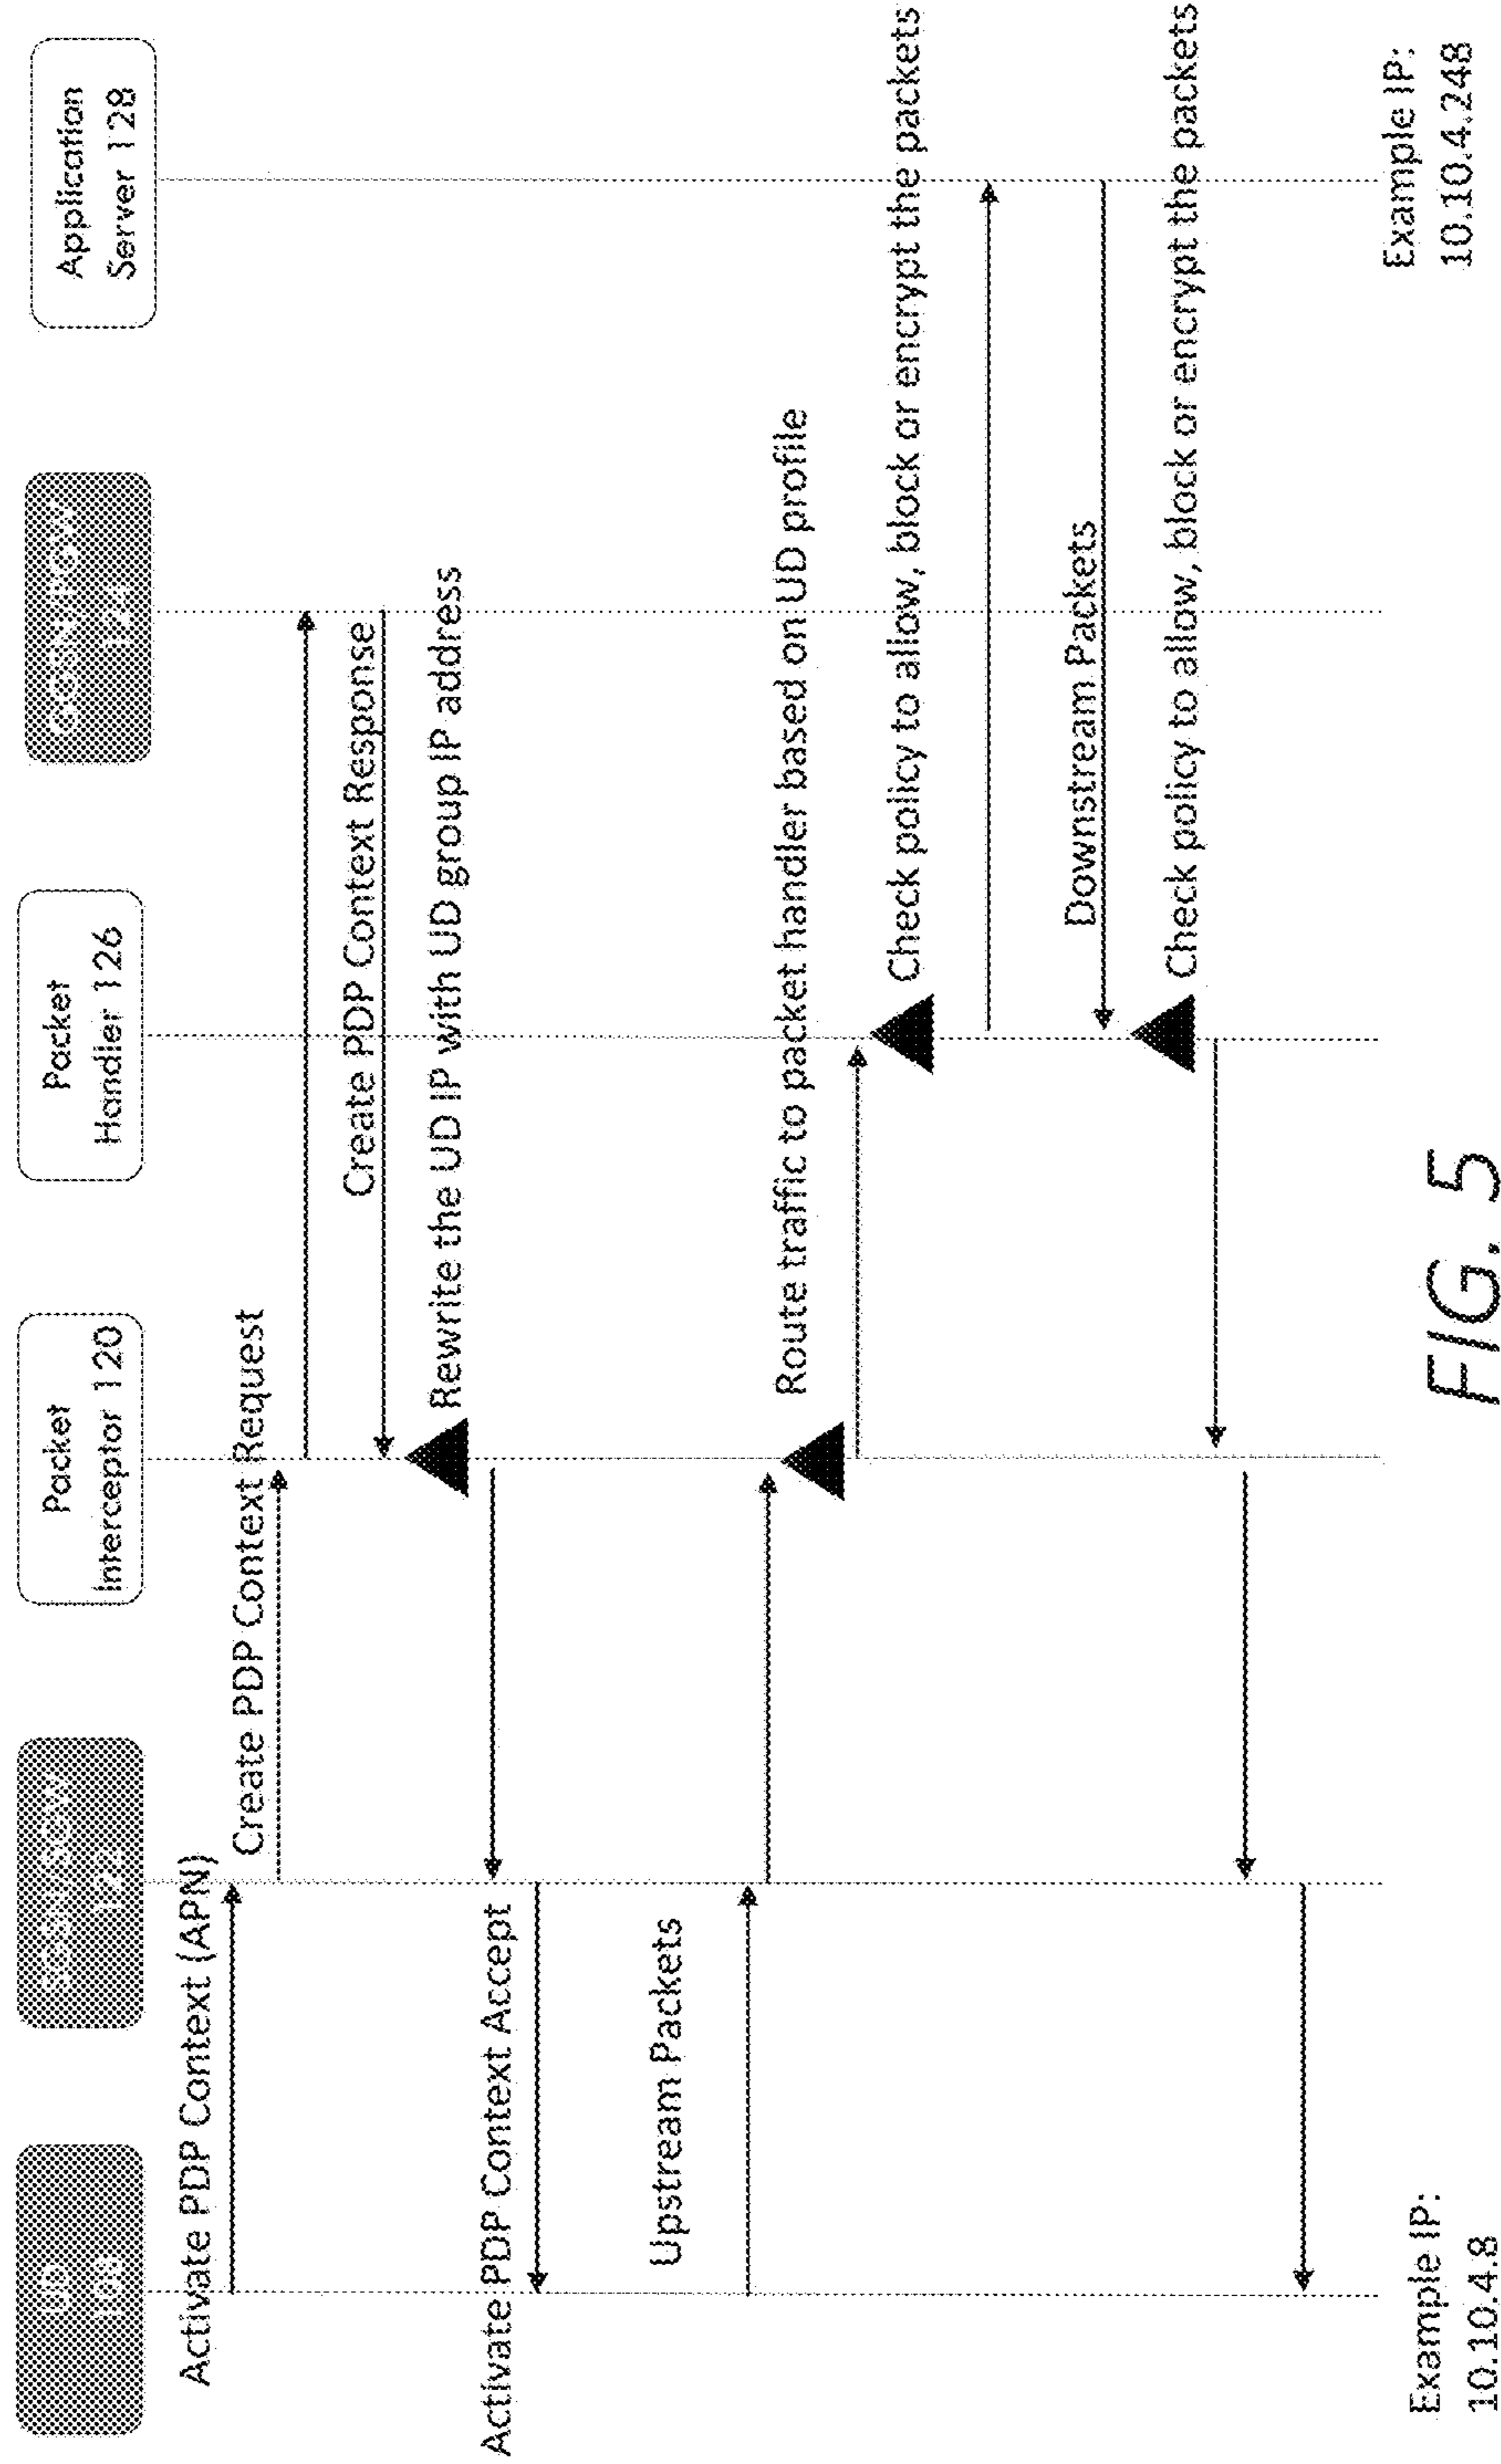 UD
108
Packet
Interceptor 120
Packet
Handler 126
Application
Server 128
Activate PDP Context (APN)
Create PDP Context Request
Create PDP Context Response
Rewrite the UD IP with UD group IP address
Activate PDP Context Accept
Upstream Packets
Route traffic to packet handler based on UD profile
Check policy to allow, block or encrypt the packets
Downstream Packets
Check policy to allow, block or encrypt the packets
Example IP:
10.10.4.8
Example IP:
10.10.4.248
FIG. 5